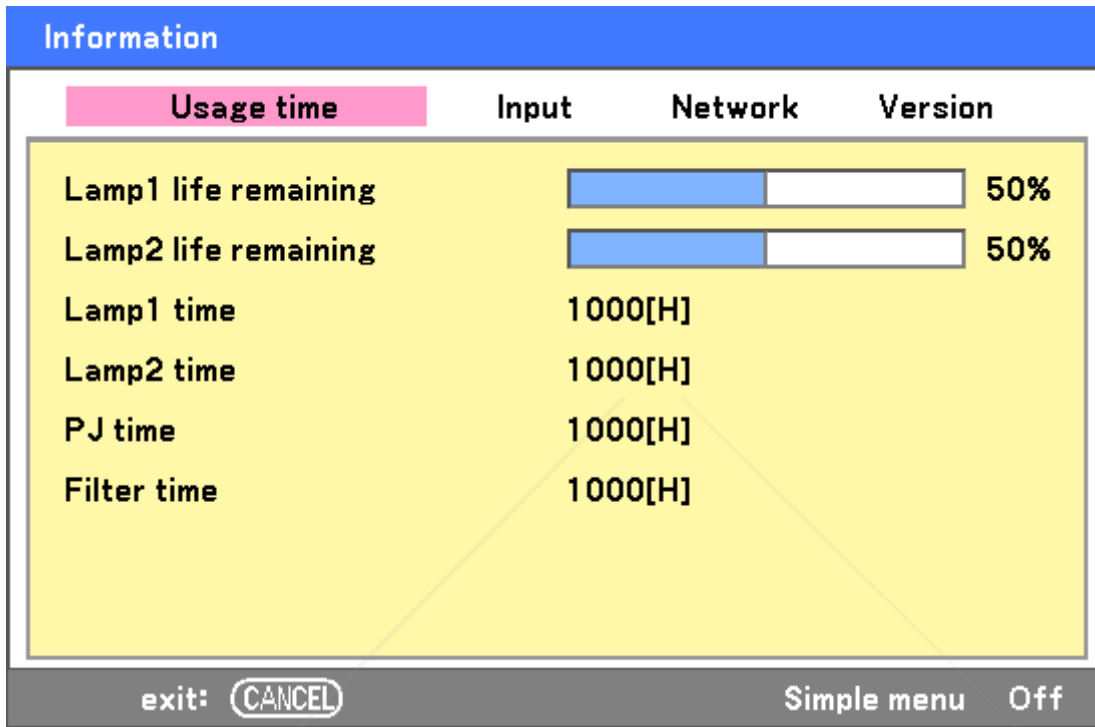 Information
Usage time Input Network Version
Lamp1 life remaining 50%
Lamp2 life remaining 50%
Lamp1 time 1000[H]
Lamp2 time 1000[H]
PJ time 1000[H]
Filter time 1000[H]
exit: CANCEL Simple menu Off